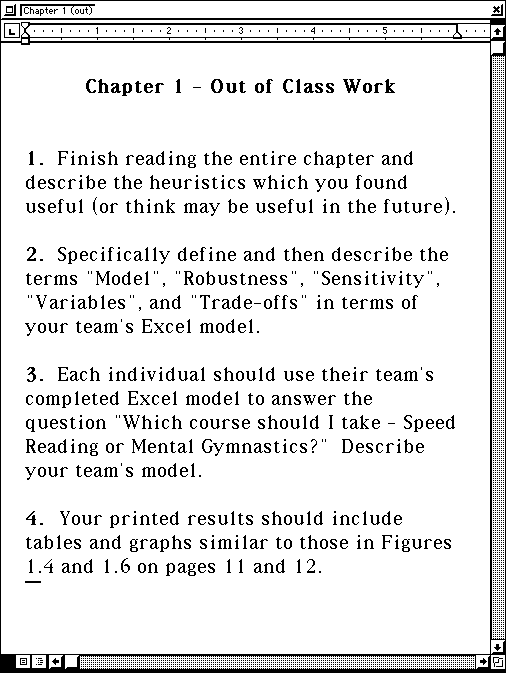 Chapter 1 (out)
1 2 3 4 5
Chapter 1 – Out of Class Work
1. Finish reading the entire chapter and
describe the heuristics which you found
useful (or think may be useful in the future).
2. Specifically define and then describe the
terms "Model", "Robustness", "Sensitivity",
"Variables", and "Trade-offs" in terms of
your team's Excel model.
3. Each individual should use their team's
completed Excel model to answer the
question "Which course should I take – Speed
Reading or Mental Gymnastics?" Describe
your team's model.
4. Your printed results should include
tables and graphs similar to those in Figures
1.4 and 1.6 on pages 11 and 12.